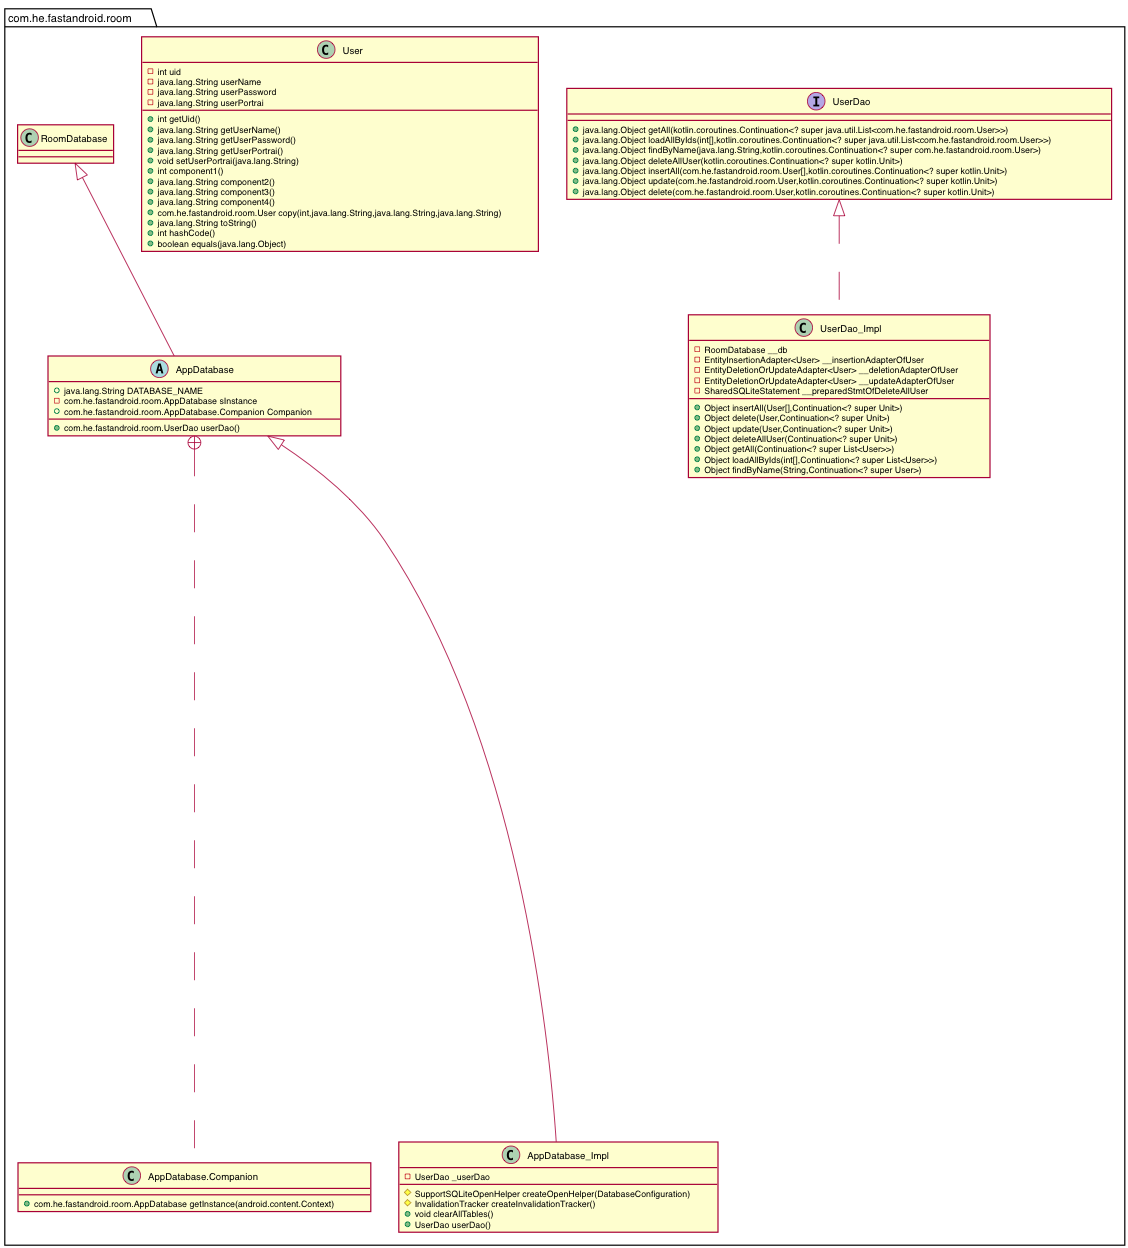 com.he.fastandroid.room
C User
int uid
java.lang.String userName
java.lang.String userPassword
java.lang.String userPortrai
int getUid()
java.lang.String getUserName()
java.lang.String getUserPassword()
java.lang.String getUserPortrai()
void setUserPortrai(java.lang.String)
int component1()
java.lang.String component2()
java.lang.String component3()
java.lang.String component4()
com.he.fastandroid.room.User copy(int,java.lang.String,java.lang.String,java.lang.String)
java.lang.String toString()
int hashCode()
boolean equals(java.lang.Object)
I UserDao
java.lang.Object getAll(kotlin.coroutines.Continuation<? super java.util.List<com.he.fastandroid.room.User>>)
java.lang.Object loadAllByIds(int[],kotlin.coroutines.Continuation<? super java.util.List<com.he.fastandroid.room.User>>)
java.lang.Object findByName(java.lang.String,kotlin.coroutines.Continuation<? super com.he.fastandroid.room.User>)
java.lang.Object deleteAllUser(kotlin.coroutines.Continuation<? super kotlin.Unit>)
java.lang.Object insertAll(com.he.fastandroid.room.User[],kotlin.coroutines.Continuation<? super kotlin.Unit>)
java.lang.Object update(com.he.fastandroid.room.User,kotlin.coroutines.Continuation<? super kotlin.Unit>)
java.lang.Object delete(com.he.fastandroid.room.User,kotlin.coroutines.Continuation<? super kotlin.Unit>)
C RoomDatabase
A AppDatabase
java.lang.String DATABASE_NAME
com.he.fastandroid.room.AppDatabase sInstance
com.he.fastandroid.room.AppDatabase.Companion Companion
com.he.fastandroid.room.UserDao userDao()
C UserDao_Impl
RoomDatabase __db
EntityInsertionAdapter<User> __insertionAdapterOfUser
EntityDeletionOrUpdateAdapter<User> __deletionAdapterOfUser
EntityDeletionOrUpdateAdapter<User> __updateAdapterOfUser
SharedSQLiteStatement __preparedStmtOfDeleteAllUser
Object insertAll(User[],Continuation<? super Unit>)
Object delete(User,Continuation<? super Unit>)
Object update(User,Continuation<? super Unit>)
Object deleteAllUser(Continuation<? super Unit>)
Object getAll(Continuation<? super List<User>>)
Object loadAllByIds(int[],Continuation<? super List<User>>)
Object findByName(String,Continuation<? super User>)
C AppDatabase.Companion
com.he.fastandroid.room.AppDatabase getInstance(android.content.Context)
C AppDatabase_Impl
UserDao _userDao
SupportSQLiteOpenHelper createOpenHelper(DatabaseConfiguration)
InvalidationTracker createInvalidationTracker()
void clearAllTables()
UserDao userDao()